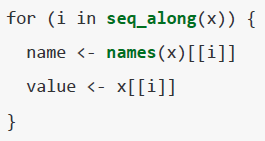 for (i in seq_along(x)) {
  name <- names(x)[[i]]
  value <- x[[i]]
}